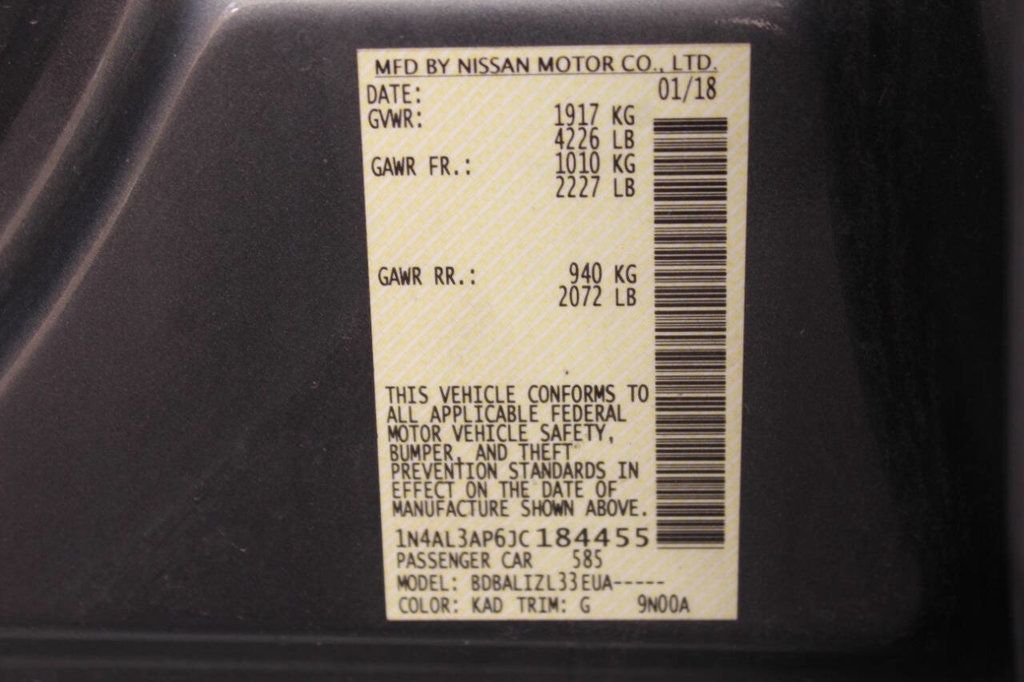 MFD BY NISSAN MOTOR CO., LTD.
DATE: 01/18
GVWR: 1917 KG
4226 LB
GAWR FR.: 1010 KG
2227 LB
GAWR RR.: 940 KG
2072 LB
THIS VEHICLE CONFORMS TO
ALL APPLICABLE FEDERAL
MOTOR VEHICLE SAFETY,
BUMPER, AND THEFT
PREVENTION STANDARDS IN
EFFECT ON THE DATE OF
MANUFACTURE SHOWN ABOVE.
1N4AL3AP6JC184455
PASSENGER CAR 585
MODEL: BDBALIZL33EUA-----
COLOR: KAD TRIM: G 9N00A